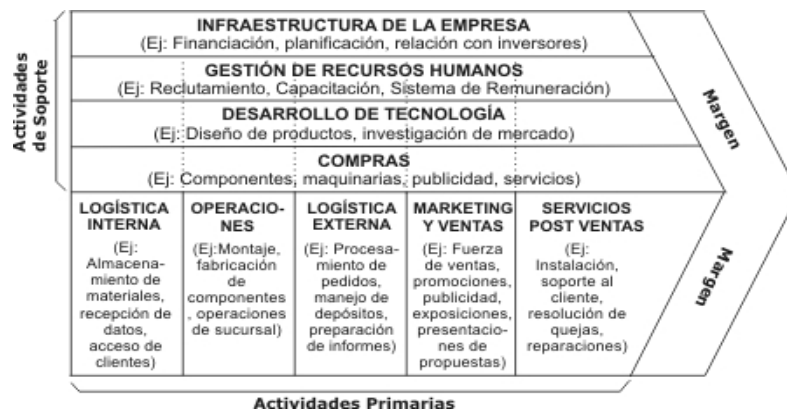 INFRAESTRUCTURA DE LA EMPRESA
(Ej: Financiación, planificación, relación con inversores)
GESTIÓN DE RECURSOS HUMANOS
(Ej: Reclutamiento, Capacitación, Sistema de Remuneración)
DESARROLLO DE TECNOLOGÍA
(Ej: Diseño de productos, investigación de mercado)
COMPRAS
(Ej: Componentes, maquinarias, publicidad, servicios)
Actividades
de Soporte
Margen
LOGÍSTICA
INTERNA
(Ej:
Almacena-
miento de
materiales,
recepción de
datos,
acceso de
clientes)
OPERACIO-
NES
(Ej:Montaje,
fabricación
de
componentes
, operaciones
de sucursal)
LOGÍSTICA
EXTERNA
(Ej: Procesa-
miento de
pedidos,
manejo de
depósitos,
preparación
de informes)
MARKETING
Y VENTAS
(Ej: Fuerza
de ventas,
promociones,
publicidad,
exposiciones,
presentacio-
nes de
propuestas)
SERVICIOS
POST VENTAS
(Ej:
Instalación,
soporte al
cliente,
resolución de
quejas,
reparaciones)
Margen
Actividades Primarias